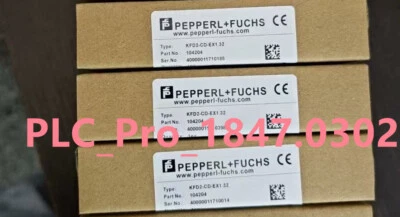 PEPPERL+FUCHS CE
www.pepperl-fuchs.com
Type: KFD2-CD-EX1.32
Part No. 104204
Ser No 40000011710105
PEPPERL+FUCHS CE
www.pepperl-fuchs.com
Type: KFD2-CD-EX1.32
Part No. 104204
Ser No
PLC_Pro_1847.0302
PEPPERL+FUCHS CE
www.pepperl-fuchs.com
Type: KFD2-CD-EX1.32
Part No. 104204
Ser No 40000011710014